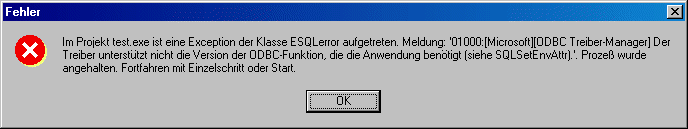 Fehler
Im Projekt test.exe ist eine Exception der Klasse ESQLerror aufgetreten. Meldung: '01000:[Microsoft][ODBC Treiber-Manager] Der
Treiber unterstützt nicht die Version der ODBC-Funktion, die die Anwendung benötigt (siehe SQLSetEnvAttr).'. Prozeß wurde
angehalten. Fortfahren mit Einzelschritt oder Start.
OK